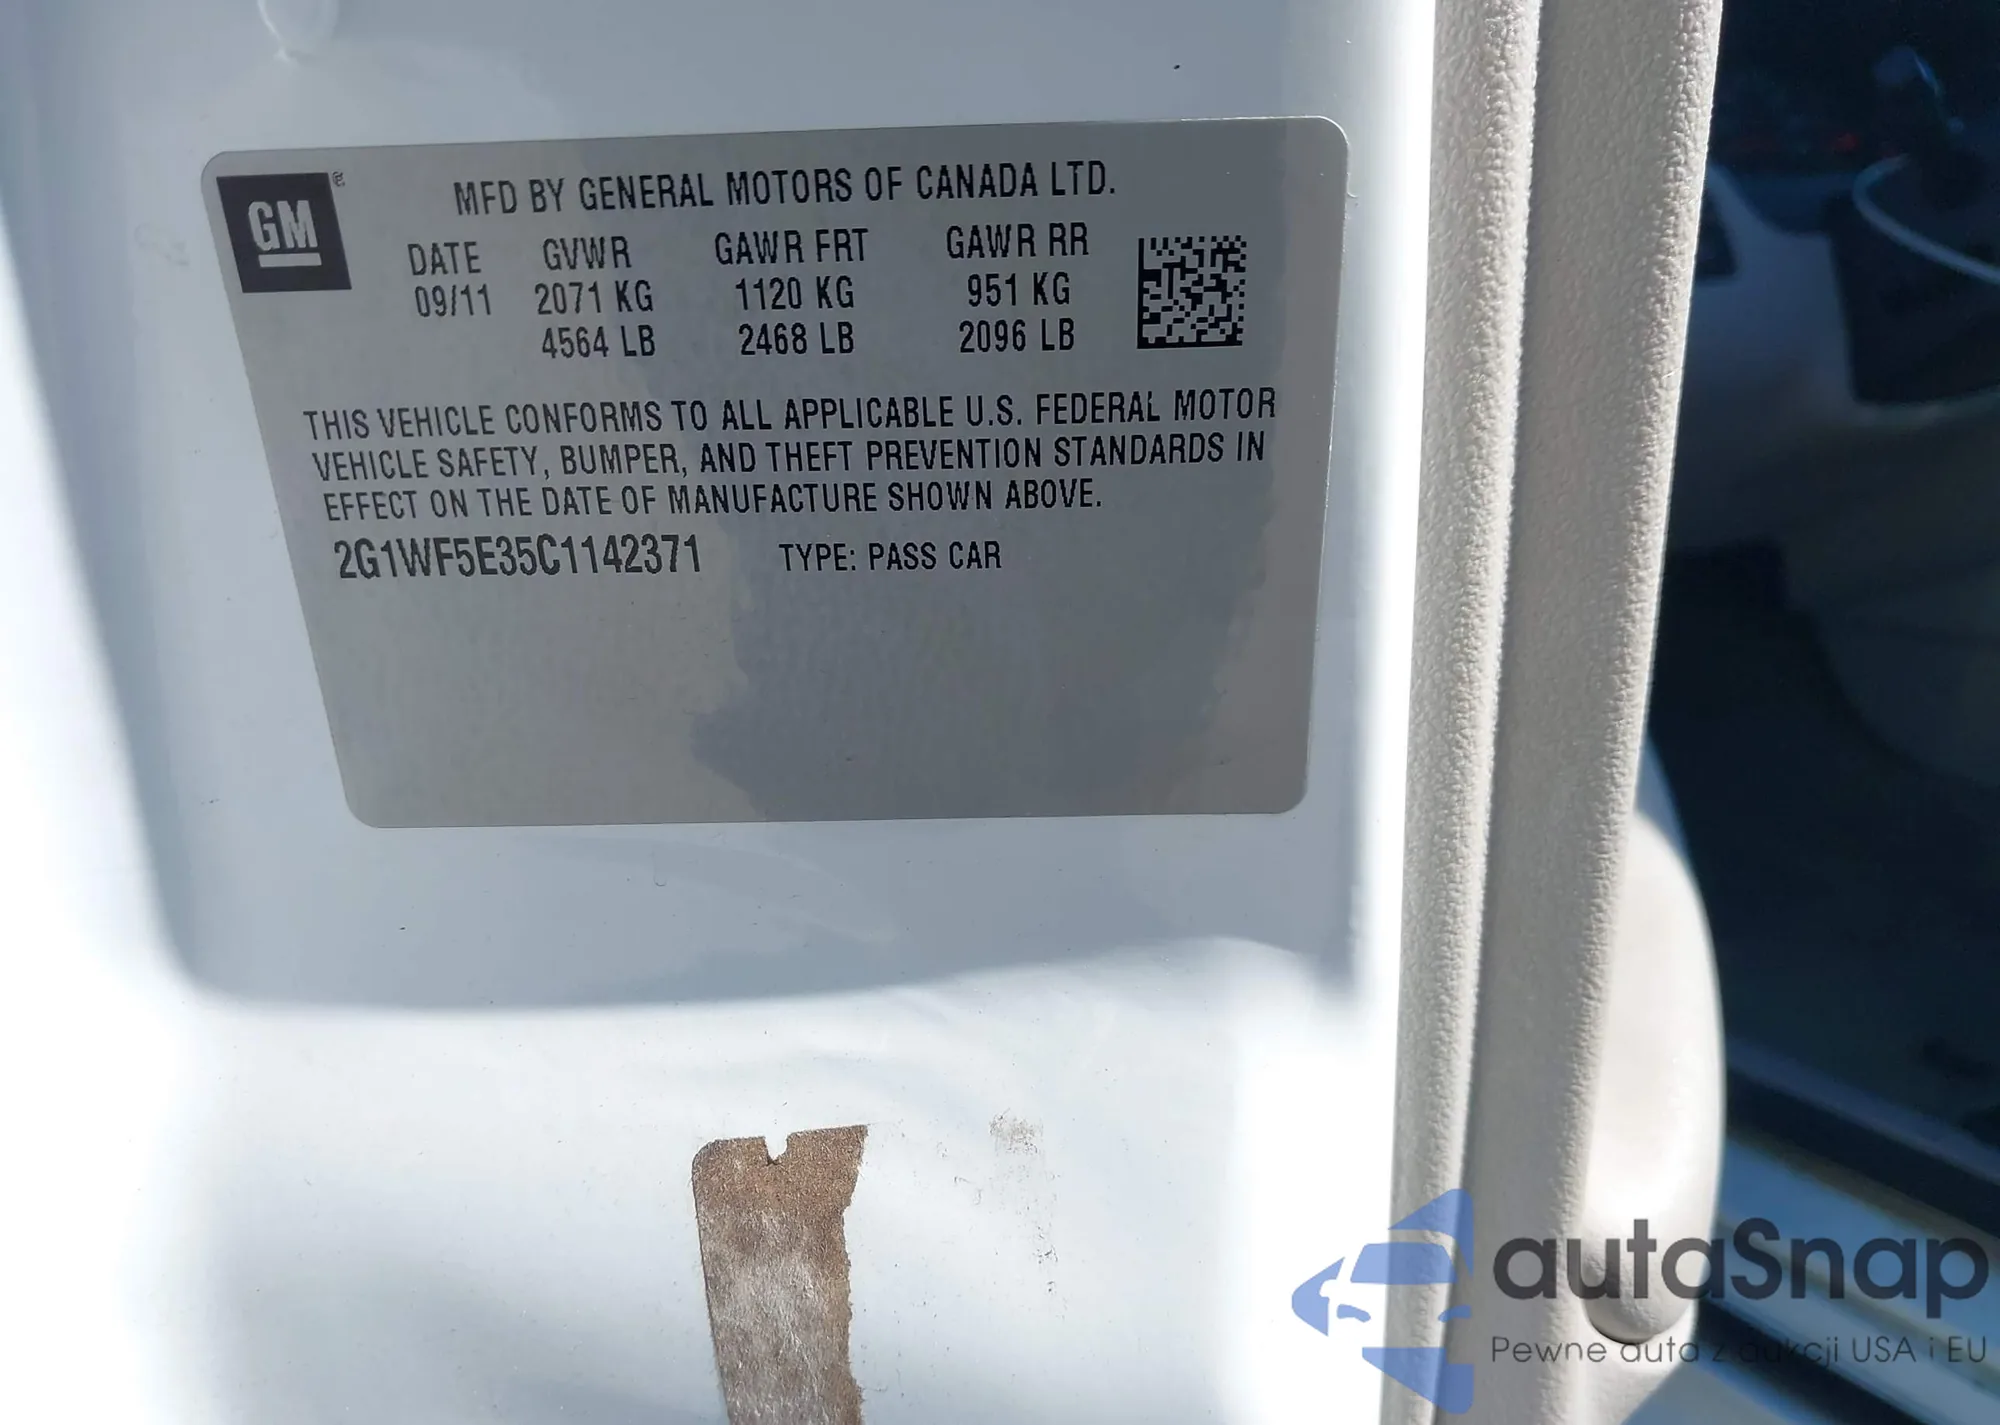 GM ®
MFD BY GENERAL MOTORS OF CANADA LTD.
DATE GVWR GAWR FRT GAWR RR
09/11 2071 KG 1120 KG 951 KG
4564 LB 2468 LB 2096 LB
THIS VEHICLE CONFORMS TO ALL APPLICABLE U.S. FEDERAL MOTOR
VEHICLE SAFETY, BUMPER, AND THEFT PREVENTION STANDARDS IN
EFFECT ON THE DATE OF MANUFACTURE SHOWN ABOVE.
2G1WF5E35C1142371 TYPE: PASS CAR
autaSnap
Pewne auta z aukcji USA i EU